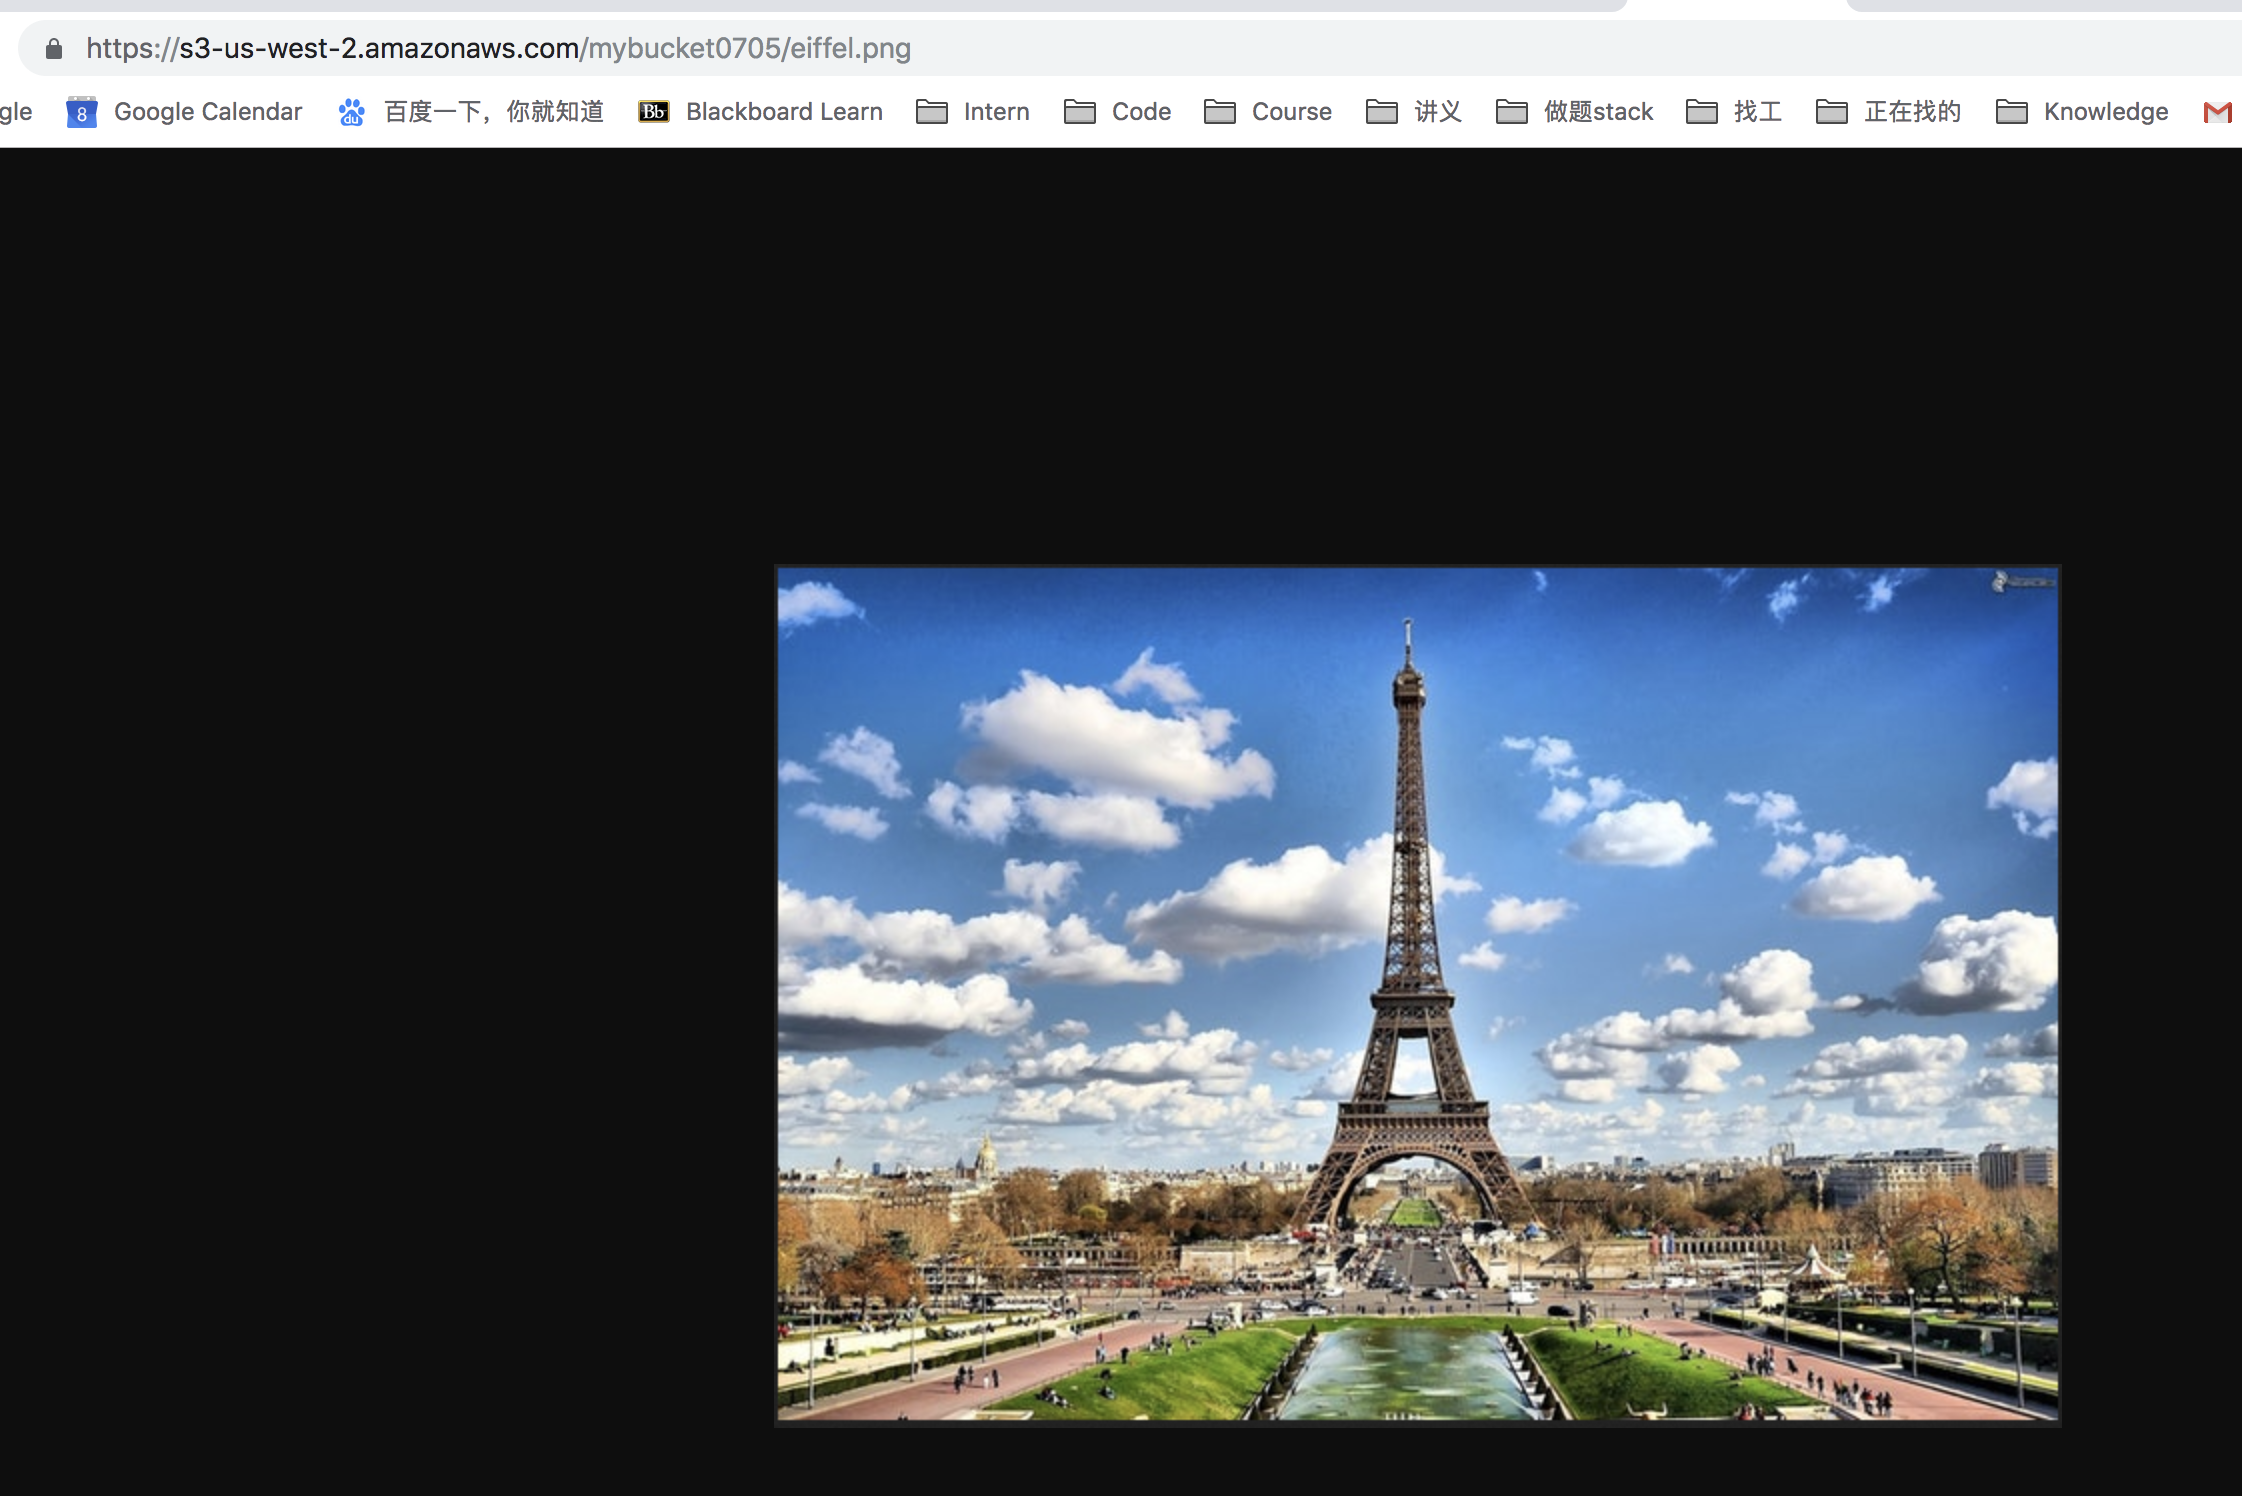 https://s3-us-west-2.amazonaws.com/mybucket0705/eiffel.png
gle 8 Google Calendar du 百度一下，你就知道 Bb Blackboard Learn Intern Code Course 讲义 做题stack 找工 正在找的 Knowledge